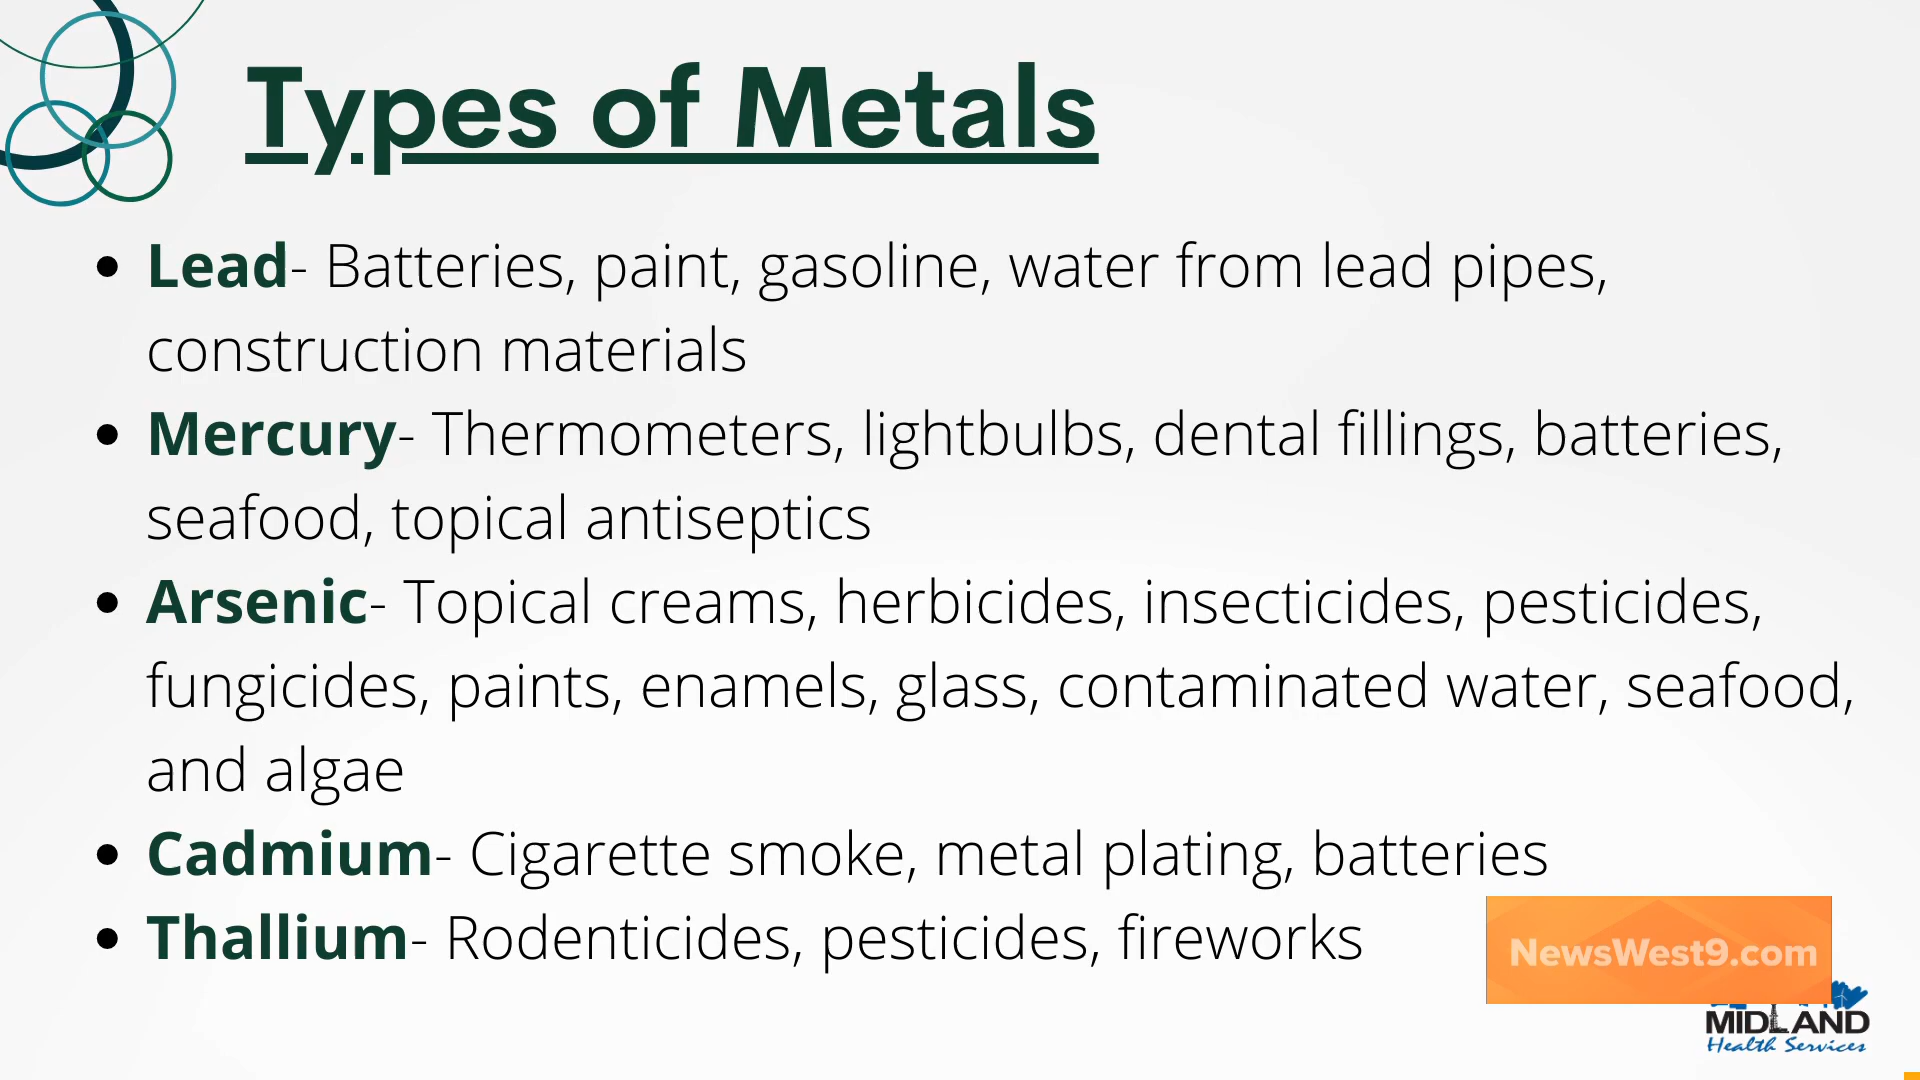 Types of Metals
Lead- Batteries, paint, gasoline, water from lead pipes,
construction materials
Mercury- Thermometers, lightbulbs, dental fillings, batteries,
seafood, topical antiseptics
Arsenic- Topical creams, herbicides, insecticides, pesticides,
fungicides, paints, enamels, glass, contaminated water, seafood,
and algae
Cadmium- Cigarette smoke, metal plating, batteries
Thallium- Rodenticides, pesticides, fireworks
NewsWest9.com
MIDLAND
Health Services